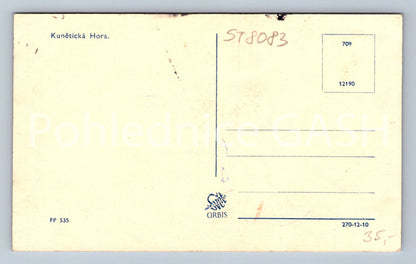 Kunětická Hora.
ST8083
709
12190
Pohlednice GASH
ORBIS
FP 535
270-12-10
35,-